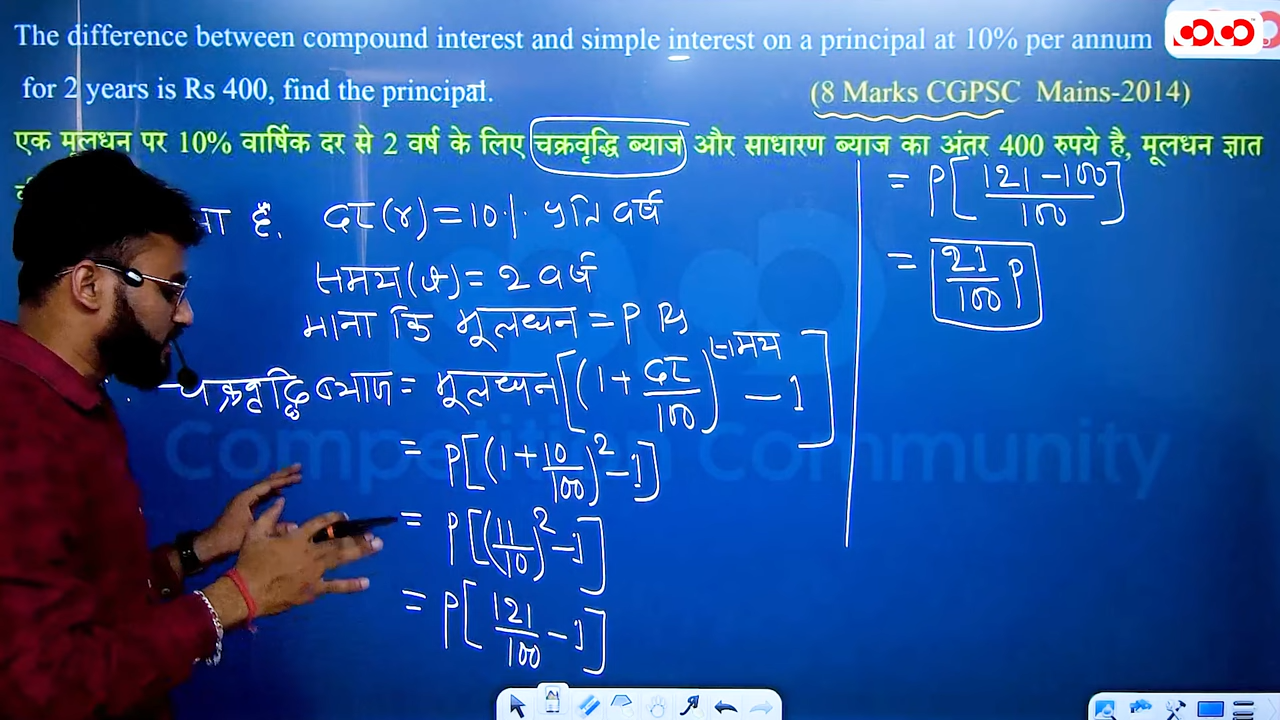 The difference between compound interest and simple interest on a principal at 10% per annum
for 2 years is Rs 400, find the principal.
(8 Marks CGPSC Mains-2014)
एक मूलधन पर 10% वार्षिक दर से 2 वर्ष के लिए चक्रवृद्धि ब्याज और साधारण ब्याज का अंतर 400 रुपये है, मूलधन ज्ञात
है. दर(r) = 10% प्रति वर्ष
समय(t) = 2 वर्ष
माना कि मूलधन = P Rs
चक्रवृद्धि ब्याज = मूलधन[(1 + दर/100)^समय - 1]
= P[(1 + 10/100)^2 - 1]
= P[(11/10)^2 - 1]
= P[121/100 - 1]
= P[121 - 100/100]
= 21/100 P
Competition Community